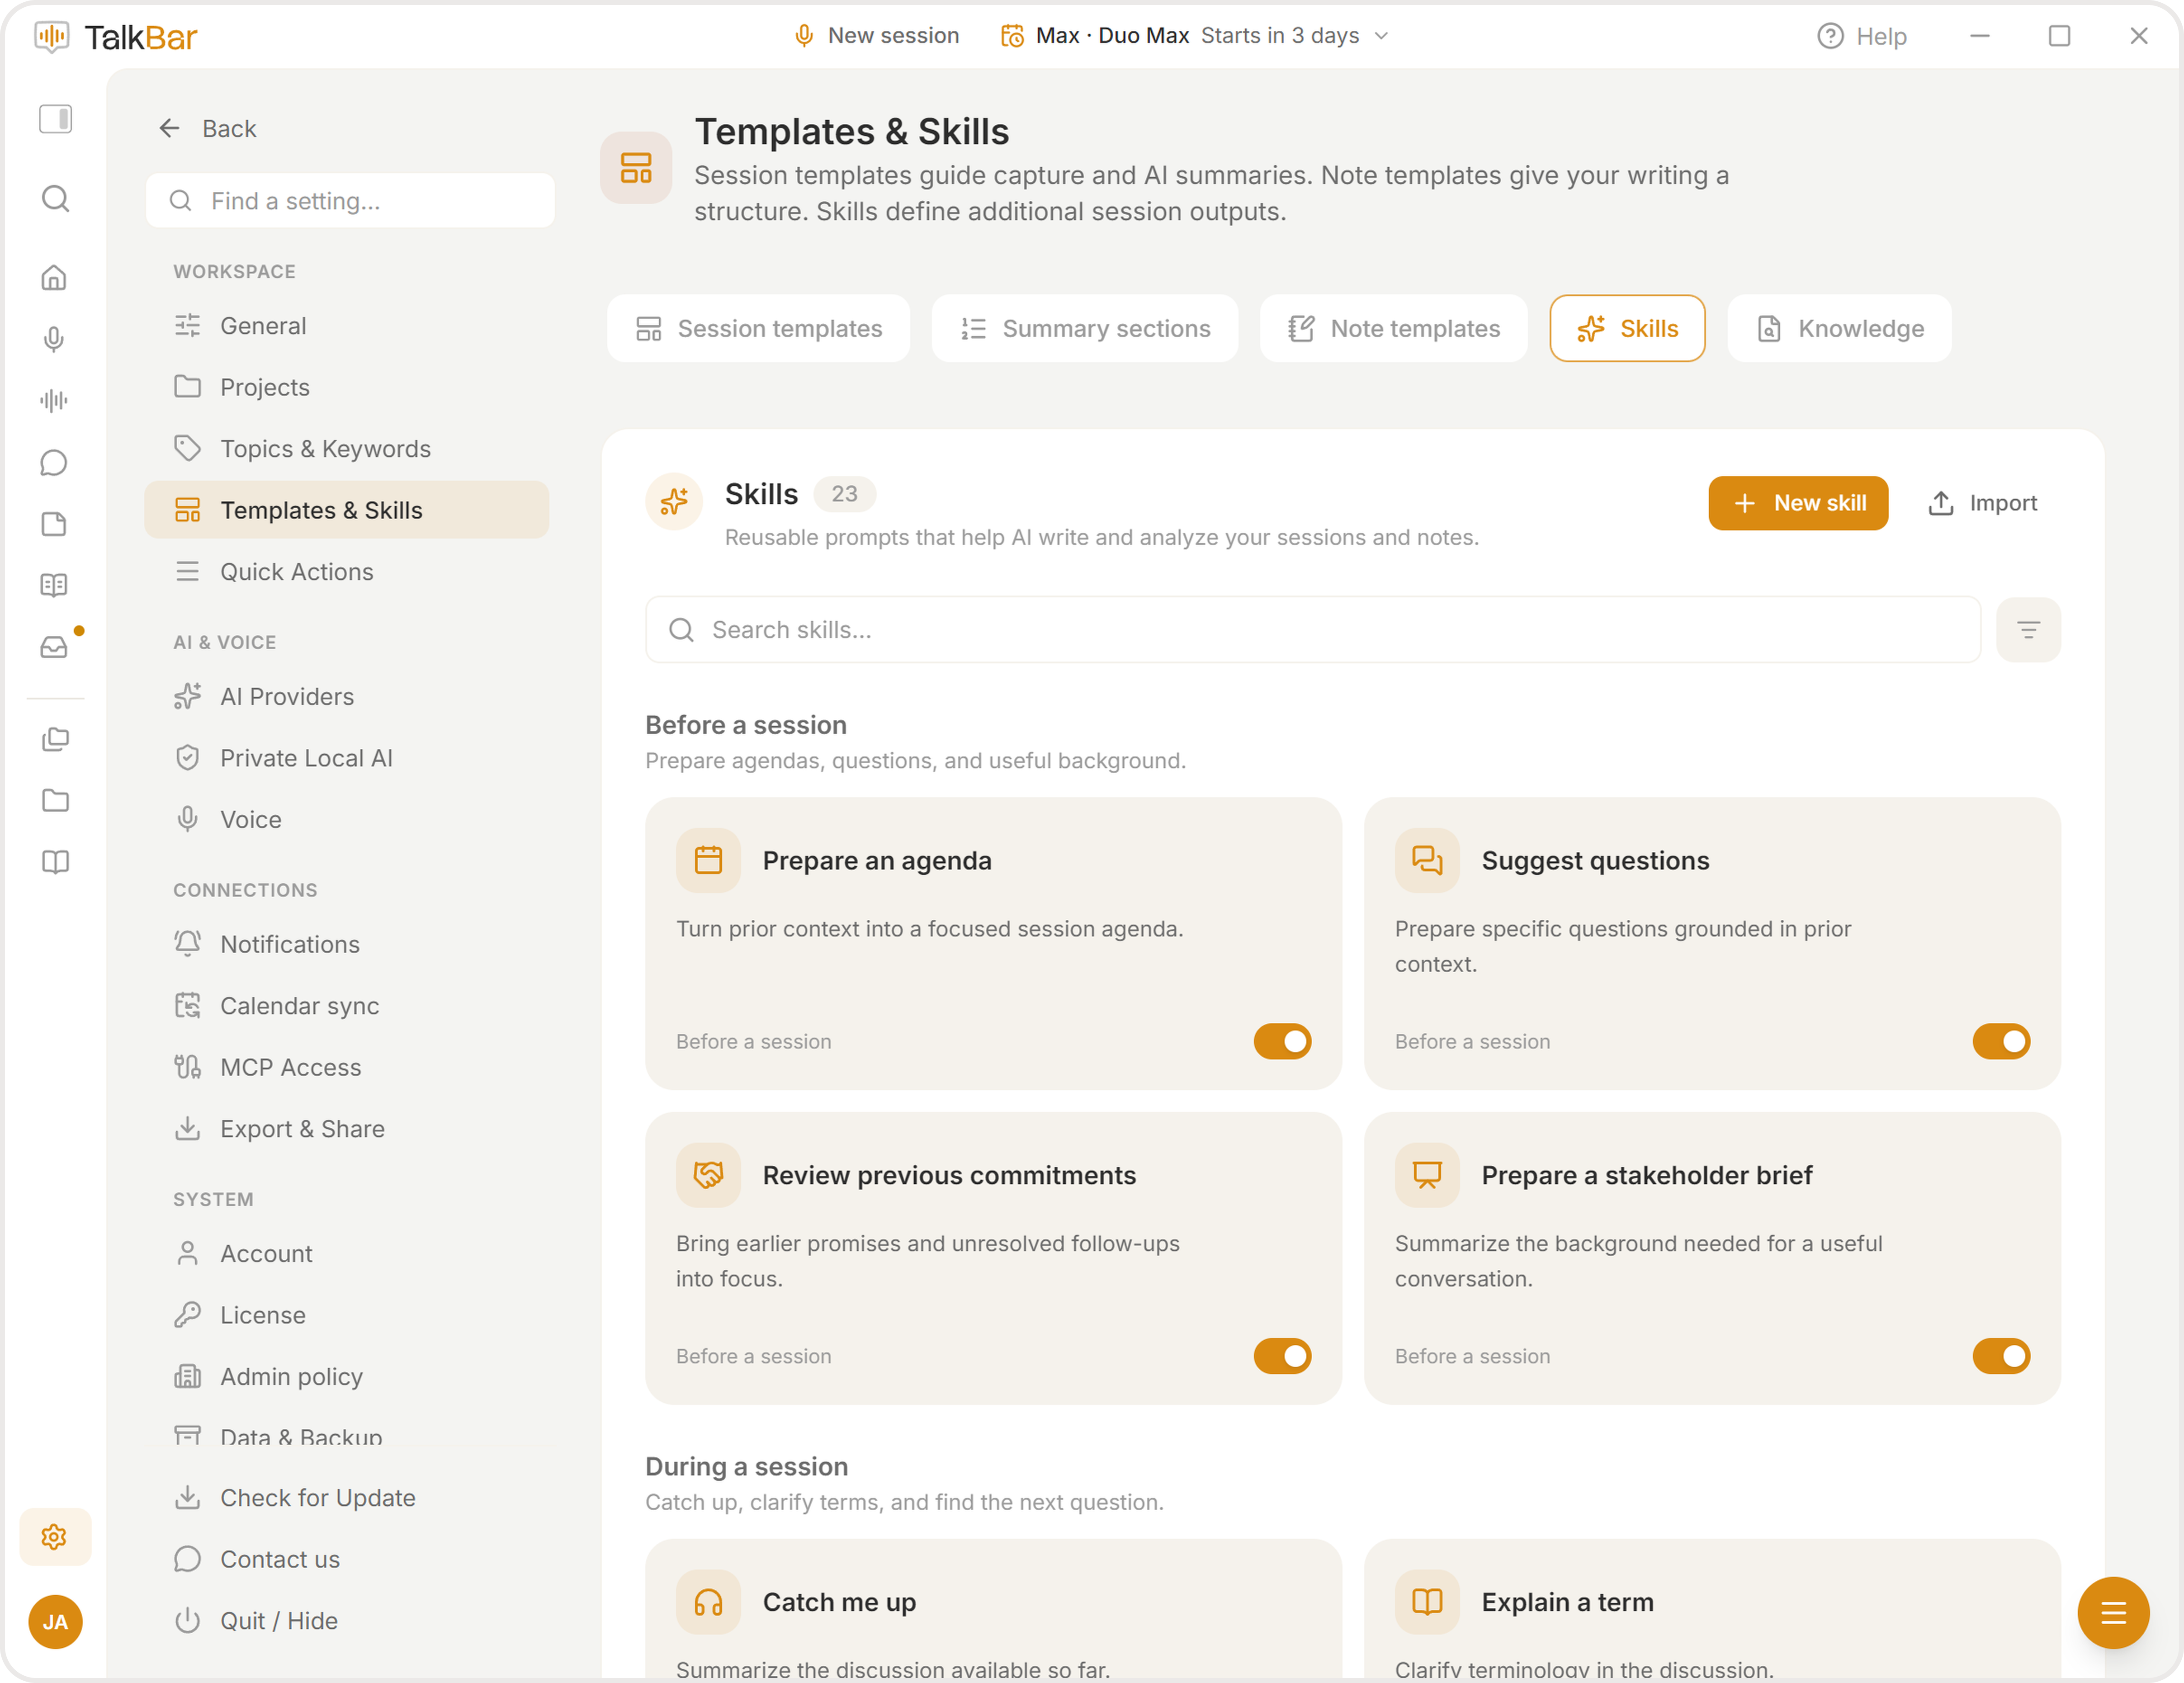 TalkBar
New session
Max · Duo Max Starts in 3 days
Help
Back
Find a setting...
WORKSPACE
General
Projects
Topics & Keywords
Templates & Skills
Quick Actions
AI & VOICE
AI Providers
Private Local AI
Voice
CONNECTIONS
Notifications
Calendar sync
MCP Access
Export & Share
SYSTEM
Account
License
Admin policy
Data & Backup
Check for Update
Contact us
Quit / Hide
JA
Templates & Skills
Session templates guide capture and AI summaries. Note templates give your writing a
structure. Skills define additional session outputs.
Session templates
Summary sections
Note templates
Skills
Knowledge
Skills 23
Reusable prompts that help AI write and analyze your sessions and notes.
New skill
Import
Search skills...
Before a session
Prepare agendas, questions, and useful background.
Prepare an agenda
Turn prior context into a focused session agenda.
Before a session
Suggest questions
Prepare specific questions grounded in prior
context.
Before a session
Review previous commitments
Bring earlier promises and unresolved follow-ups
into focus.
Before a session
Prepare a stakeholder brief
Summarize the background needed for a useful
conversation.
Before a session
During a session
Catch up, clarify terms, and find the next question.
Catch me up
Summarize the discussion available so far.
Explain a term
Clarify terminology in the discussion.